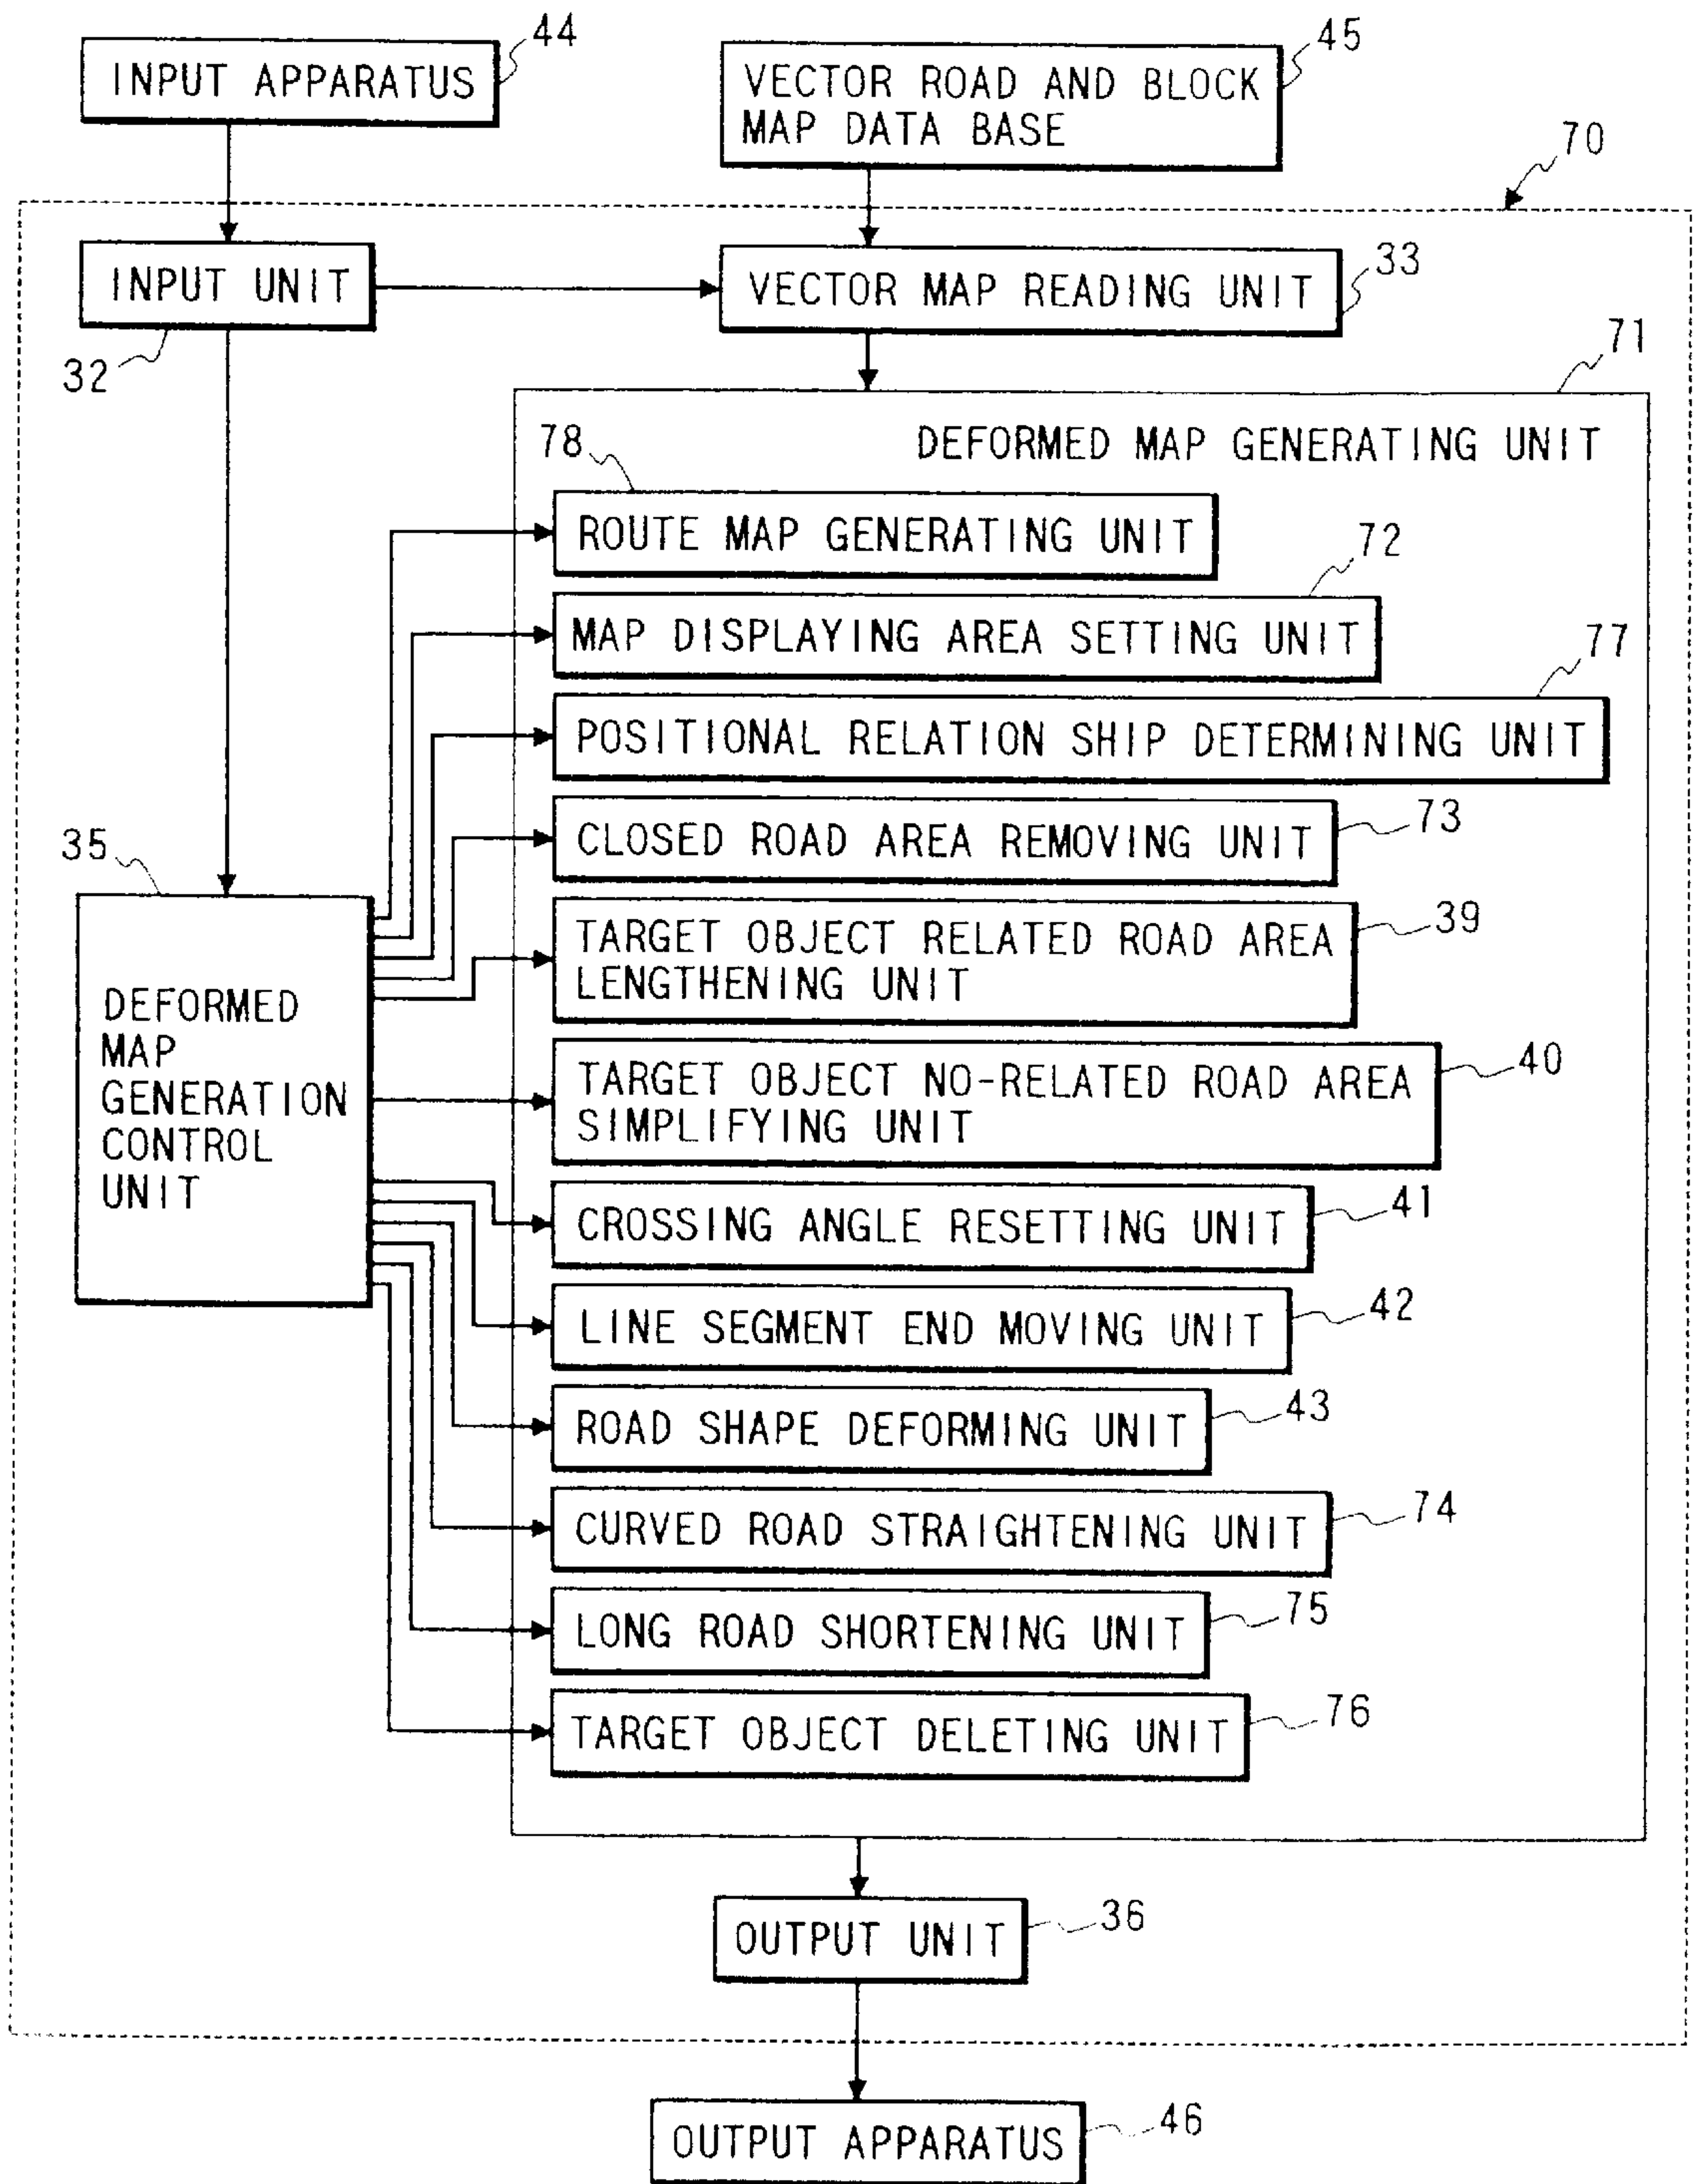 44
INPUT APPARATUS
45
VECTOR ROAD AND BLOCK
MAP DATA BASE
70
INPUT UNIT
32
VECTOR MAP READING UNIT
33
71
DEFORMED MAP GENERATING UNIT
78
ROUTE MAP GENERATING UNIT
72
MAP DISPLAYING AREA SETTING UNIT
77
POSITIONAL RELATION SHIP DETERMINING UNIT
73
CLOSED ROAD AREA REMOVING UNIT
35
DEFORMED
MAP
GENERATION
CONTROL
UNIT
39
TARGET OBJECT RELATED ROAD AREA
LENGTHENING UNIT
40
TARGET OBJECT NO-RELATED ROAD AREA
SIMPLIFYING UNIT
41
CROSSING ANGLE RESETTING UNIT
42
LINE SEGMENT END MOVING UNIT
43
ROAD SHAPE DEFORMING UNIT
74
CURVED ROAD STRAIGHTENING UNIT
75
LONG ROAD SHORTENING UNIT
76
TARGET OBJECT DELETING UNIT
36
OUTPUT UNIT
46
OUTPUT APPARATUS